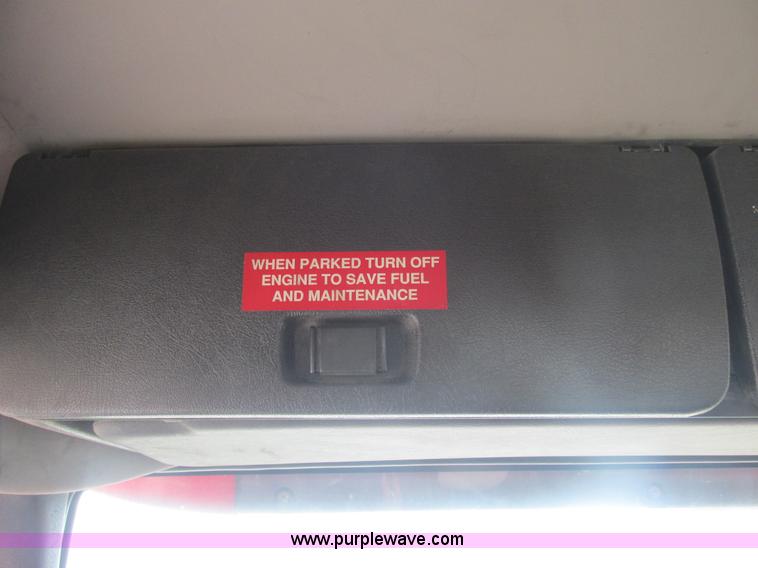 WHEN PARKED TURN OFF
ENGINE TO SAVE FUEL
AND MAINTENANCE
www.purplewave.com